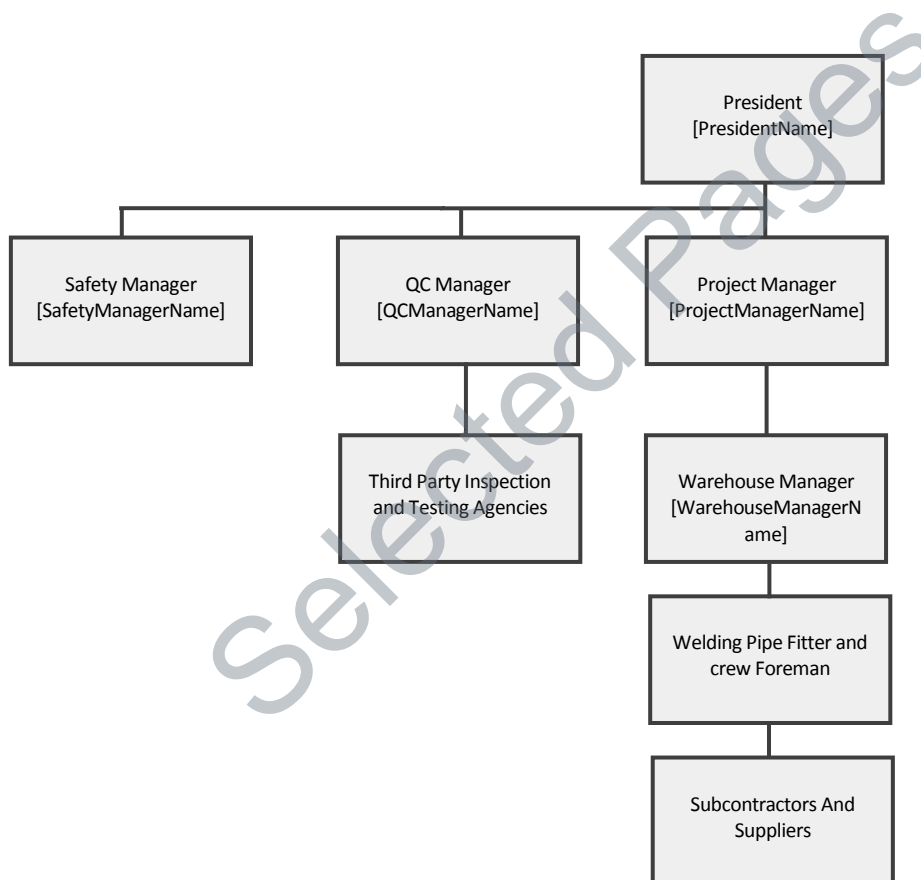 President
[PresidentName]
Safety Manager
[SafetyManagerName]
QC Manager
[QCManagerName]
Project Manager
[ProjectManagerName]
Third Party Inspection
and Testing Agencies
Warehouse Manager
[WarehouseManagerN
ame]
Welding Pipe Fitter and
crew Foreman
Subcontractors And
Suppliers
Selected Pages